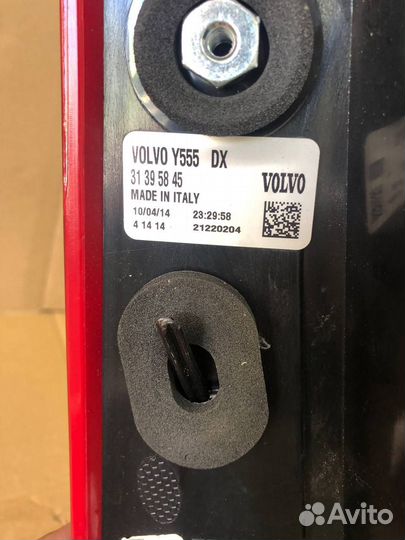 VOLVO Y555 DX
31 39 58 45
VOLVO
MADE IN ITALY
10/04/14 23:29:58
4 14 14 21220204
Avito